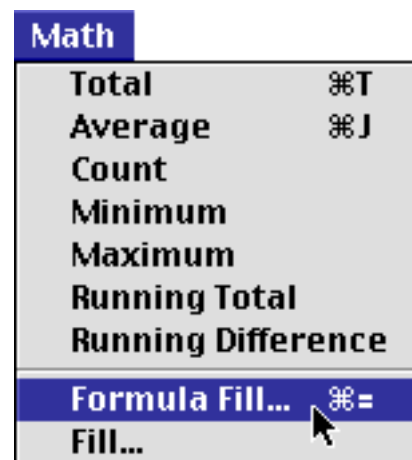 Math
Total ⌘T
Average ⌘J
Count
Minimum
Maximum
Running Total
Running Difference
Formula Fill... ⌘=
Fill...